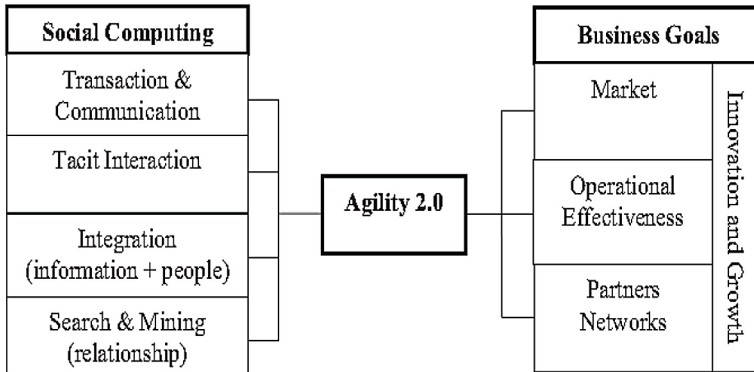 Social Computing
Transaction &
Communication
Tacit Interaction
Integration
(information + people)
Search & Mining
(relationship)
Agility 2.0
Business Goals
Market
Operational
Effectiveness
Partners
Networks
Innovation and Growth